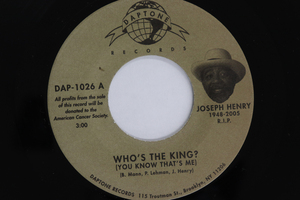 DAPTONE
RECORDS
DAP-1026 A
All profits from the sale
of this record will be
donated to the
American Cancer Society
3:00
JOSEPH HENRY
1948-2005
R.I.P.
WHO'S THE KING?
(YOU KNOW THAT'S ME)
(B. Mann, P. Lehman, J. Henry)
DAPTONE RECORDS, 115 Troutman St., Brooklyn, NY 11206